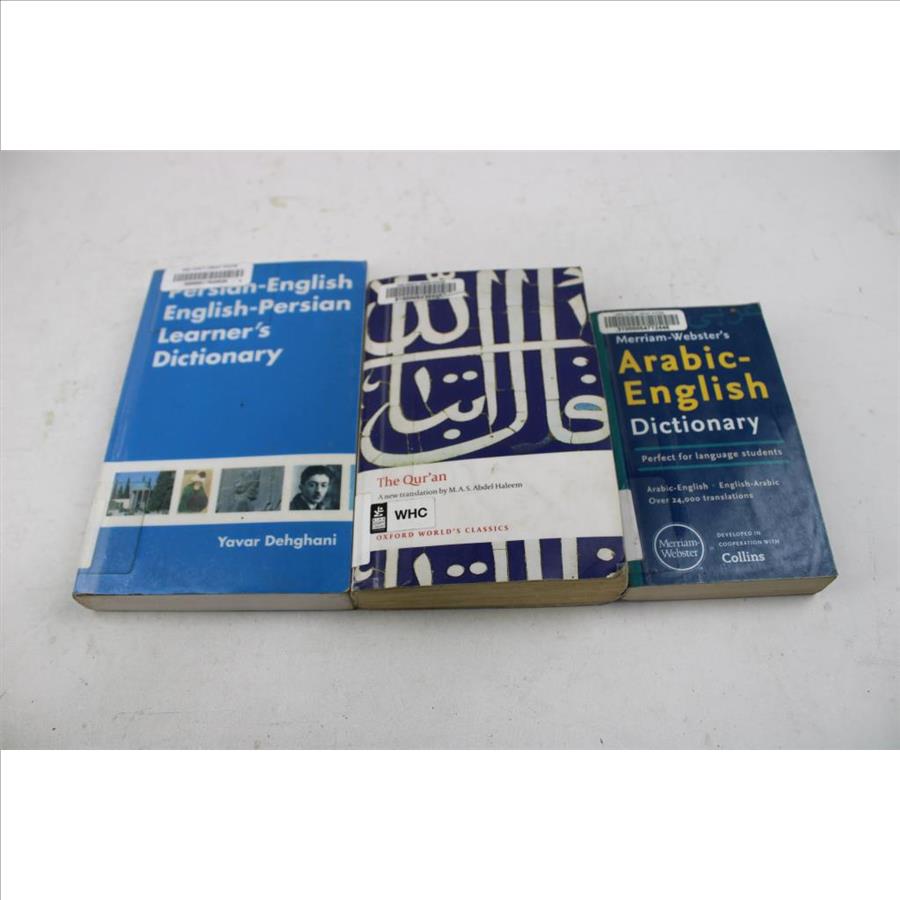 Persian-English
English-Persian
Learner's
Dictionary
Yavar Dehghani
الله
قال
The Qur'an
A new translation by M.A.S. Abdel Haleem
WHC
OXFORD WORLD'S CLASSICS
Merriam-Webster's
Arabic-
English
Dictionary
Perfect for language students
Arabic-English · English-Arabic
Over 24,000 translations
Merriam-
Webster
DEVELOPED IN
COOPERATION WITH
Collins